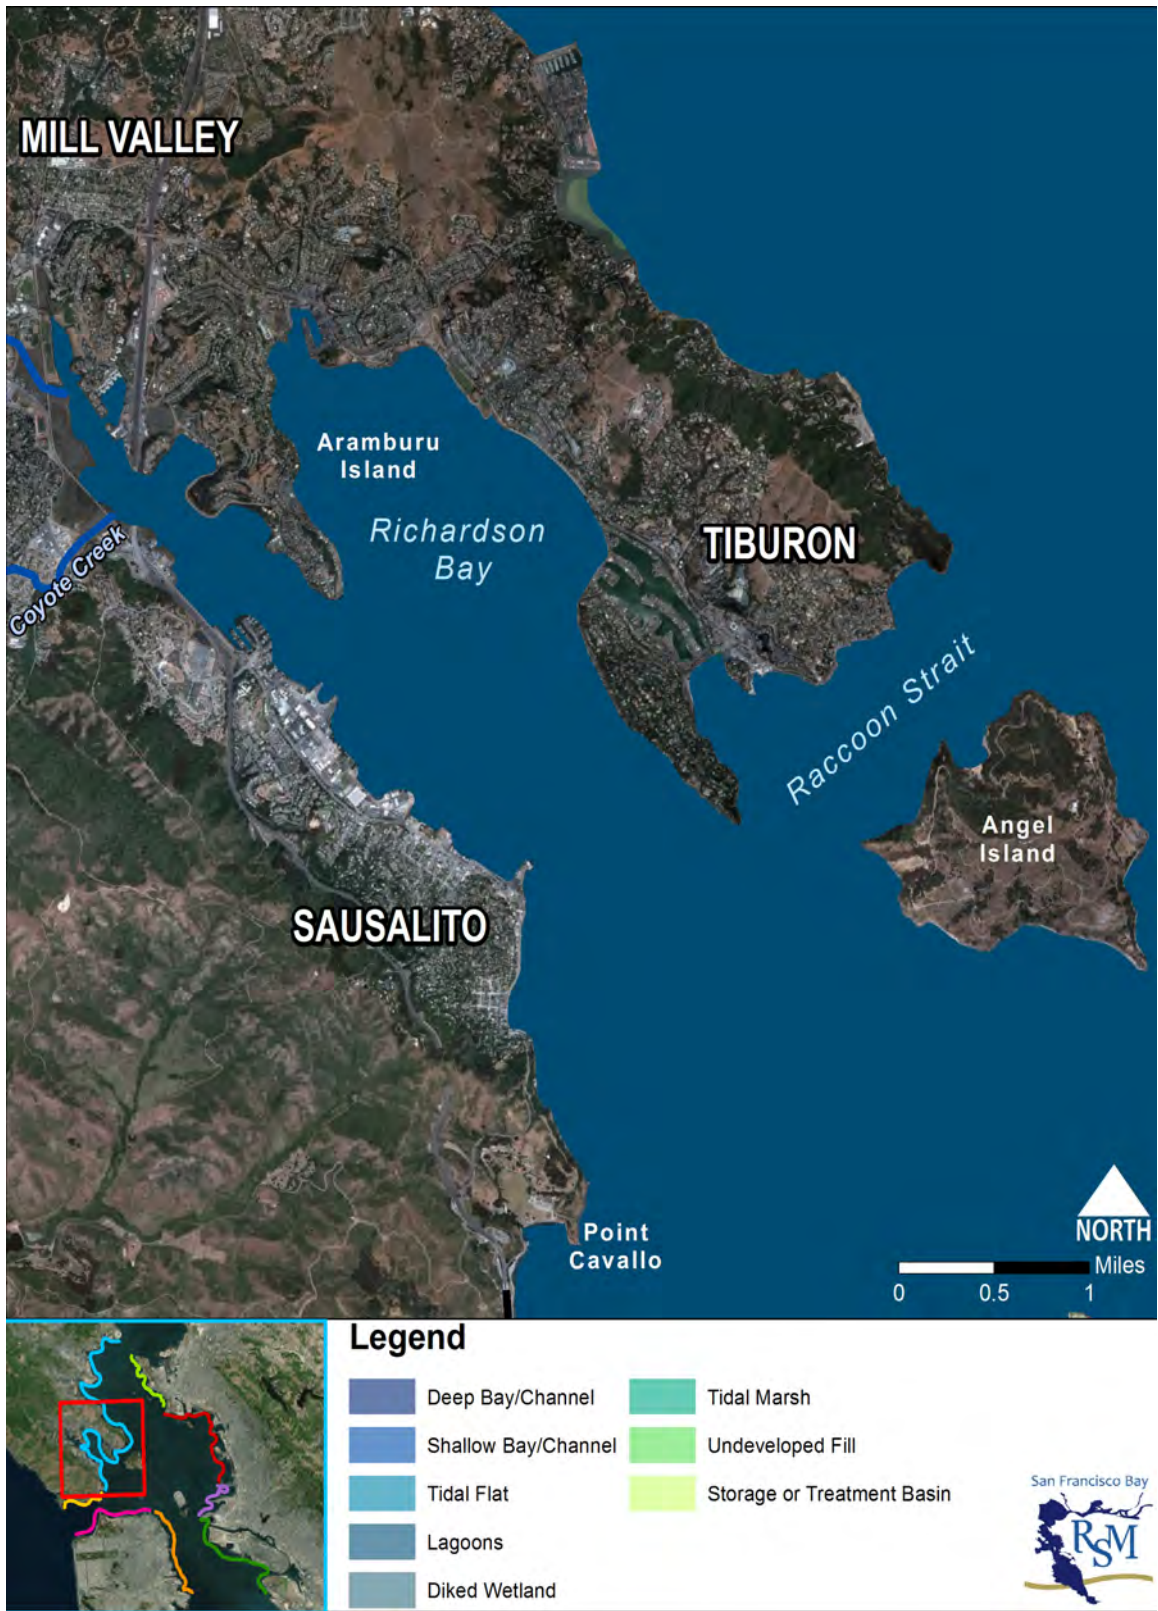 MILL VALLEY
Aramburu
Island
Richardson
Bay
TIBURON
Coyote Creek
Raccoon Strait
Angel
Island
SAUSALITO
Point
Cavallo
NORTH
Miles
0 0.5 1
Legend
Deep Bay/Channel
Shallow Bay/Channel
Tidal Flat
Lagoons
Diked Wetland
Tidal Marsh
Undeveloped Fill
Storage or Treatment Basin
San Francisco Bay
RSM